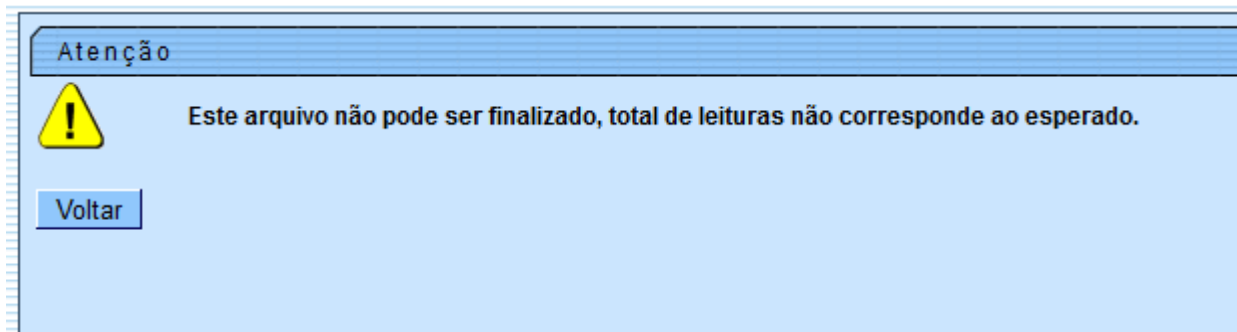 Atenção
Este arquivo não pode ser finalizado, total de leituras não corresponde ao esperado.
Voltar